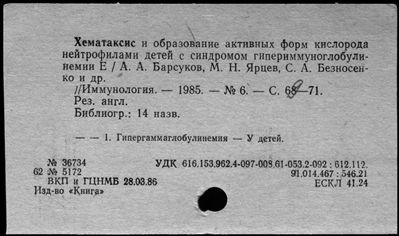 Хематаксис и образование активных форм кислорода
нейтрофилами детей с синдромом гипериммуноглобули-
немии Е / А. А. Барсуков, М. Н. Ярцев, С. А. Безносен-
ко и др.
//Иммунология. — 1985. — № 6. — С. 68—71.
Рез. англ.
Библиогр.: 14 назв.
— — 1. Гипергаммаглобулинемия — У детей.
№ 36734 УДК 616.153.962.4-097-008.61-053.2-092 : 612.112.
62 № 5172 91.014.467 : 546.21
ВКП и ГЦНМБ 28.03.86 ЕСКЛ 41.24
Изд-во «Книга»